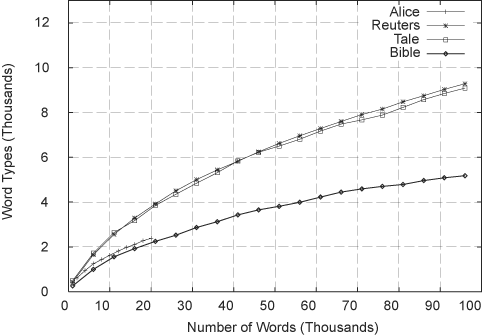 Alice
Reuters
Tale
Bible
Word Types (Thousands)
12
10
8
6
4
2
0
0 10 20 30 40 50 60 70 80 90 100
Number of Words (Thousands)